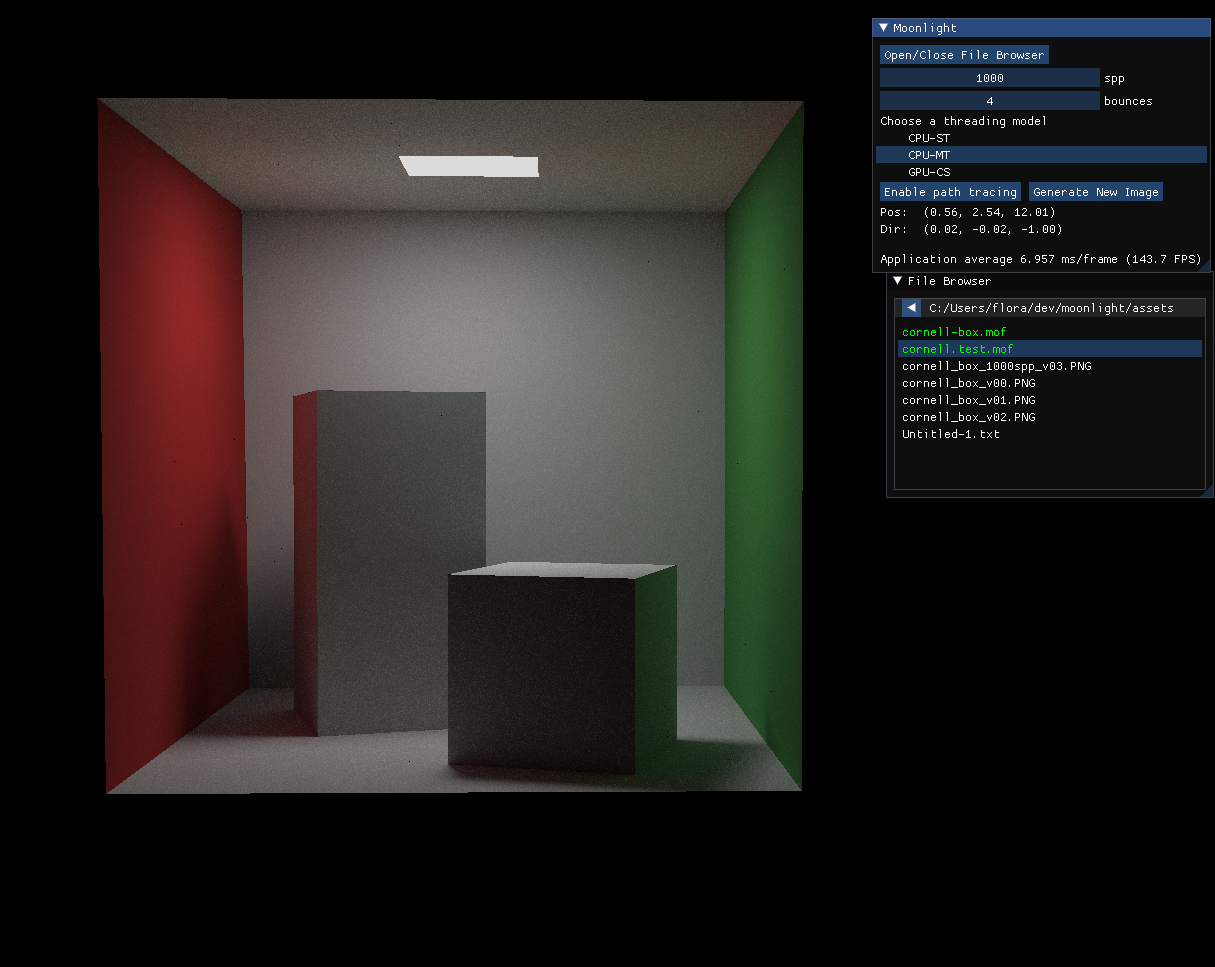 Moonlight
Open/Close File Browser
1000 spp
4 bounces
Choose a threading model
CPU-ST
CPU-MT
GPU-CS
Enable path tracing Generate New Image
Pos: (0.56, 2.54, 12.01)
Dir: (0.02, -0.02, -1.00)
Application average 6.957 ms/frame (143.7 FPS)
File Browser
C:/Users/flora/dev/moonlight/assets
cornell-box.mof
cornell.test.mof
cornell_box_1000spp_v03.PNG
cornell_box_v00.PNG
cornell_box_v01.PNG
cornell_box_v02.PNG
Untitled-1.txt